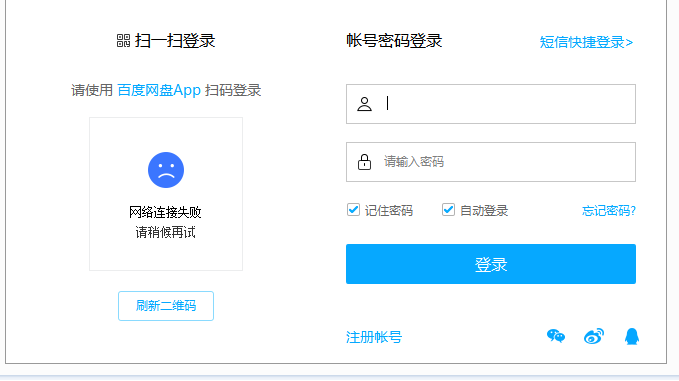 扫一扫登录
请使用 百度网盘App 扫码登录
网络连接失败
请稍候再试
刷新二维码
帐号密码登录
短信快捷登录>
请输入密码
记住密码
自动登录
忘记密码?
登录
注册帐号